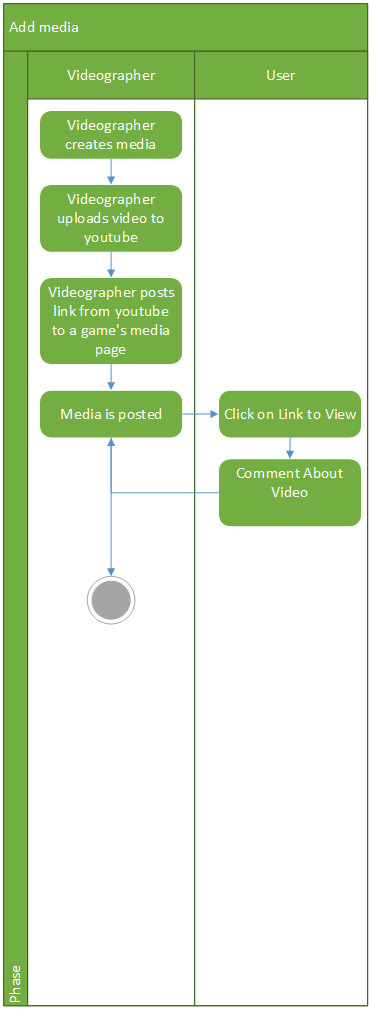 Add media
Videographer
User
Videographer
creates media
Videographer
uploads video to
youtube
Videographer posts
link from youtube
to a game's media
page
Media is posted
Click on Link to View
Comment About
Video
Phase